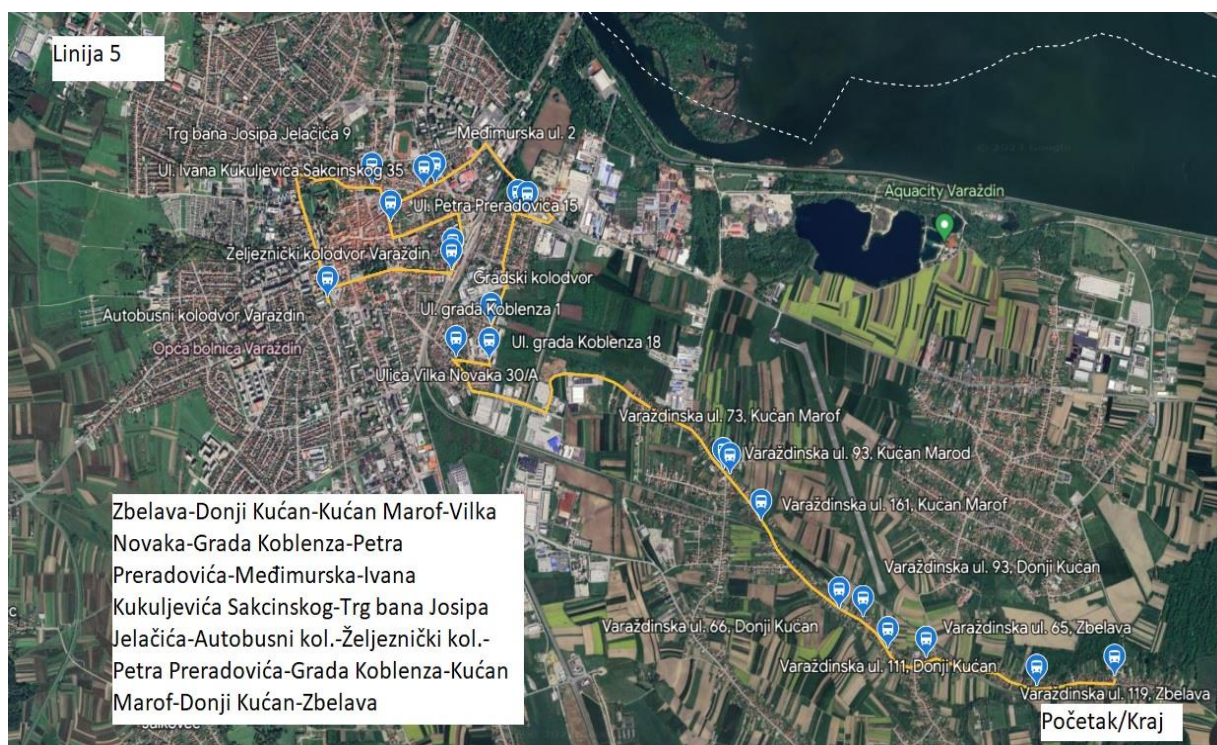 Linija 5
Trg bana Josipa Jelačića 9
Međimurska ul. 2
Ul. Ivana Kukuljevića Sakcinskog 35
Aquacity Varaždin
Ul. Petra Preradovića 15
Željeznički kolodvor Varaždin
Gradski kolodvor
Autobusni kolodvor Varaždin
Ul. grada Koblenza 1
Opća bolnica Varaždin
Ul. grada Koblenza 18
Ulica Vilka Novaka 30/A
Varaždinska ul. 73, Kućan Marof
Varaždinska ul. 93, Kućan Marod
Varaždinska ul. 161, Kućan Marof
Varaždinska ul. 93, Donji Kućan
Varaždinska ul. 66, Donji Kućan
Varaždinska ul. 65, Zbelava
Varaždinska ul. 111, Donji Kućan
Varaždinska ul. 119, Zbelava
Početak/Kraj
Zbelava-Donji Kućan-Kućan Marof-Vilka
Novaka-Grada Koblenza-Petra
Preradovića-Međimurska-Ivana
Kukuljevića Sakcinskog-Trg bana Josipa
Jelačića-Autobusni kol.-Željeznički kol.-
Petra Preradovića-Grada Koblenza-Kućan
Marof-Donji Kućan-Zbelava